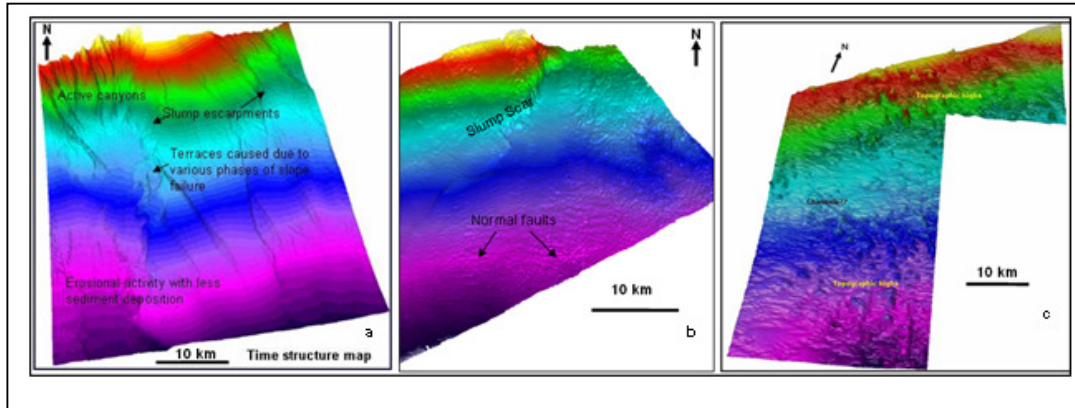 N
Active canyons
Slump escarpments
Terraces caused due to
various phases of slope
failure
Erosional activity with less
sediment deposition
a
10 km
Time structure map
N
Slump Scar
Normal faults
10 km
b
N
Topographic highs
Channels??
Topographic highs
10 km
c